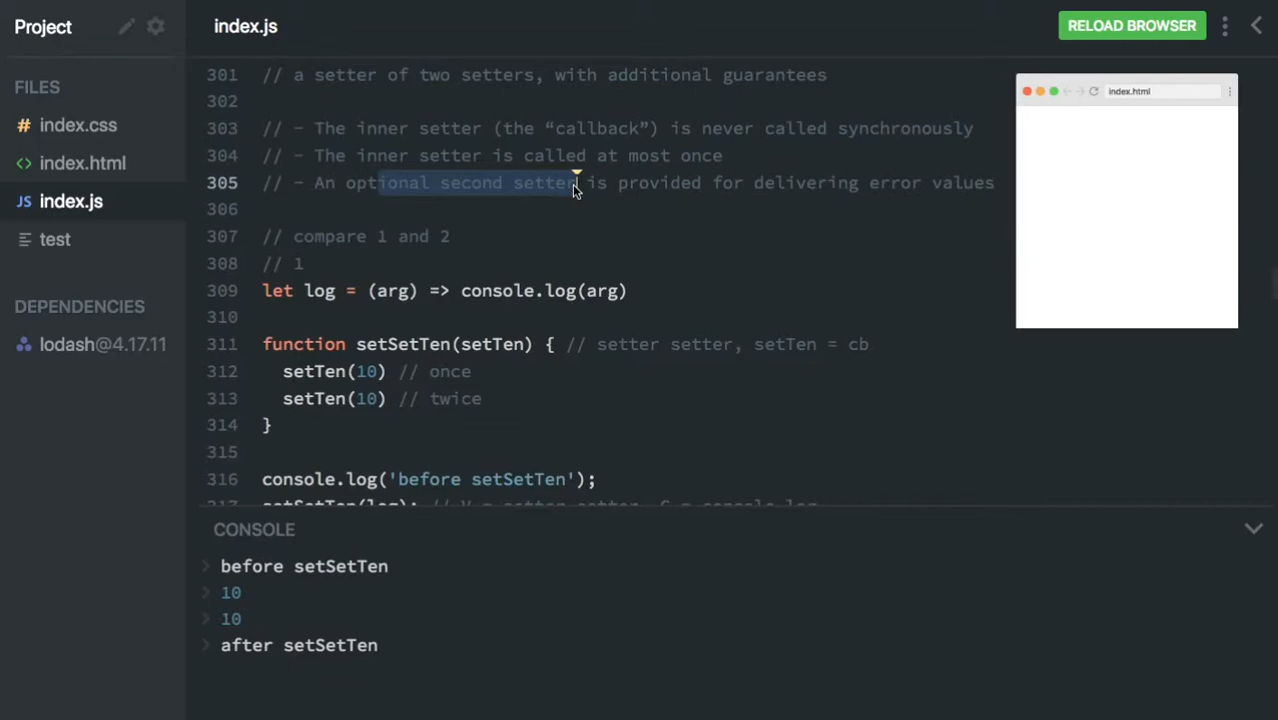 Project
index.js
RELOAD BROWSER
FILES
index.css
index.html
index.js
test
DEPENDENCIES
lodash@4.17.11
301 // a setter of two setters, with additional guarantees
302
303 // - The inner setter (the “callback”) is never called synchronously
304 // - The inner setter is called at most once
305 // - An optional second setter is provided for delivering error values
306
307 // compare 1 and 2
308 // 1
309 let log = (arg) => console.log(arg)
310
311 function setSetTen(setTen) { // setter setter, setTen = cb
312 setTen(10) // once
313 setTen(10) // twice
314 }
315
316 console.log('before setSetTen');
317 setSetTen(log); //
index.html
CONSOLE
before setSetTen
10
10
after setSetTen